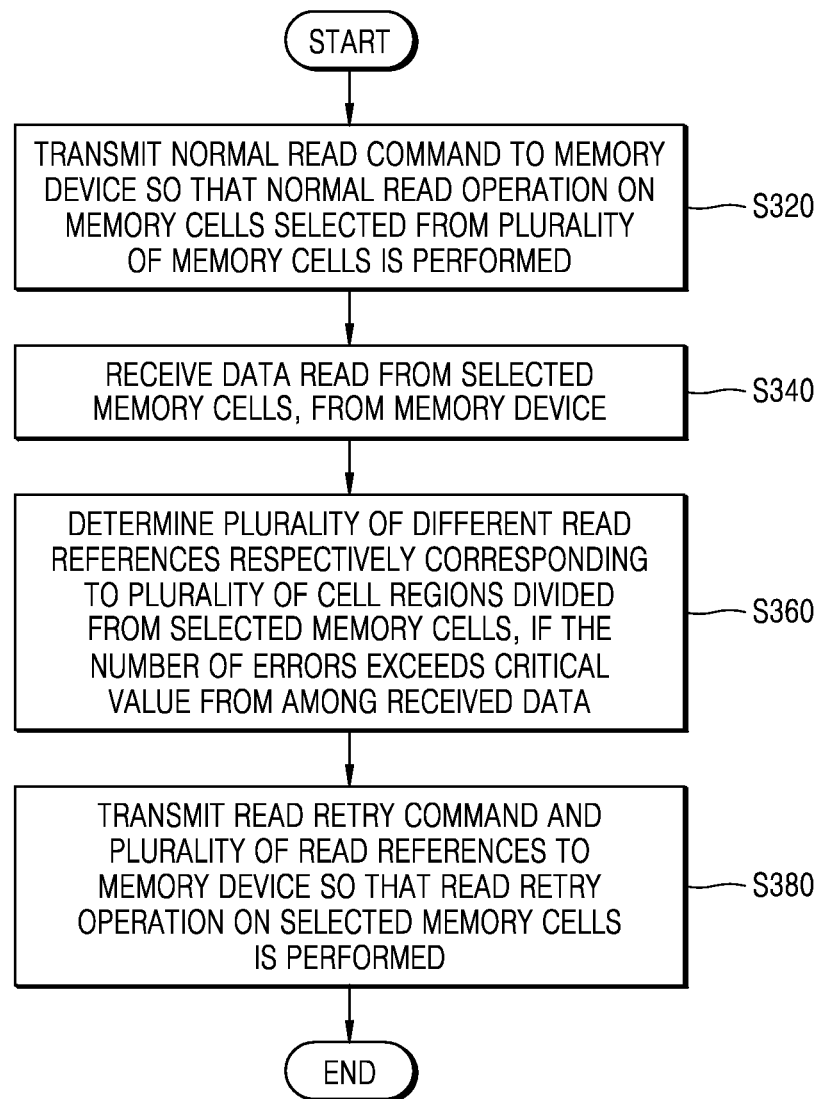 START
TRANSMIT NORMAL READ COMMAND TO MEMORY
DEVICE SO THAT NORMAL READ OPERATION ON
MEMORY CELLS SELECTED FROM PLURALITY
OF MEMORY CELLS IS PERFORMED
S320
RECEIVE DATA READ FROM SELECTED
MEMORY CELLS, FROM MEMORY DEVICE
S340
DETERMINE PLURALITY OF DIFFERENT READ
REFERENCES RESPECTIVELY CORRESPONDING
TO PLURALITY OF CELL REGIONS DIVIDED
FROM SELECTED MEMORY CELLS, IF THE
NUMBER OF ERRORS EXCEEDS CRITICAL
VALUE FROM AMONG RECEIVED DATA
S360
TRANSMIT READ RETRY COMMAND AND
PLURALITY OF READ REFERENCES TO
MEMORY DEVICE SO THAT READ RETRY
OPERATION ON SELECTED MEMORY CELLS
IS PERFORMED
S380
END